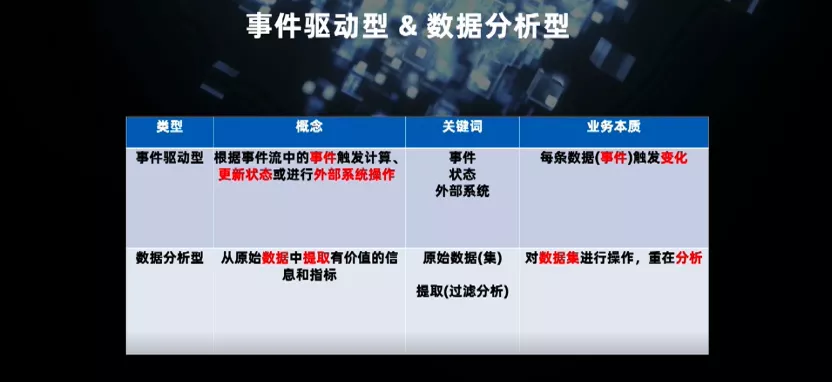 事件驱动型 & 数据分析型
类型 概念 关键词 业务本质
事件驱动型
根据事件流中的事件触发计算、
更新状态或进行外部系统操作
事件
状态
外部系统
每条数据(事件)触发变化
数据分析型
从原始数据中提取有价值的信
息和指标
原始数据(集)
提取(过滤分析)
对数据集进行操作，重在分析